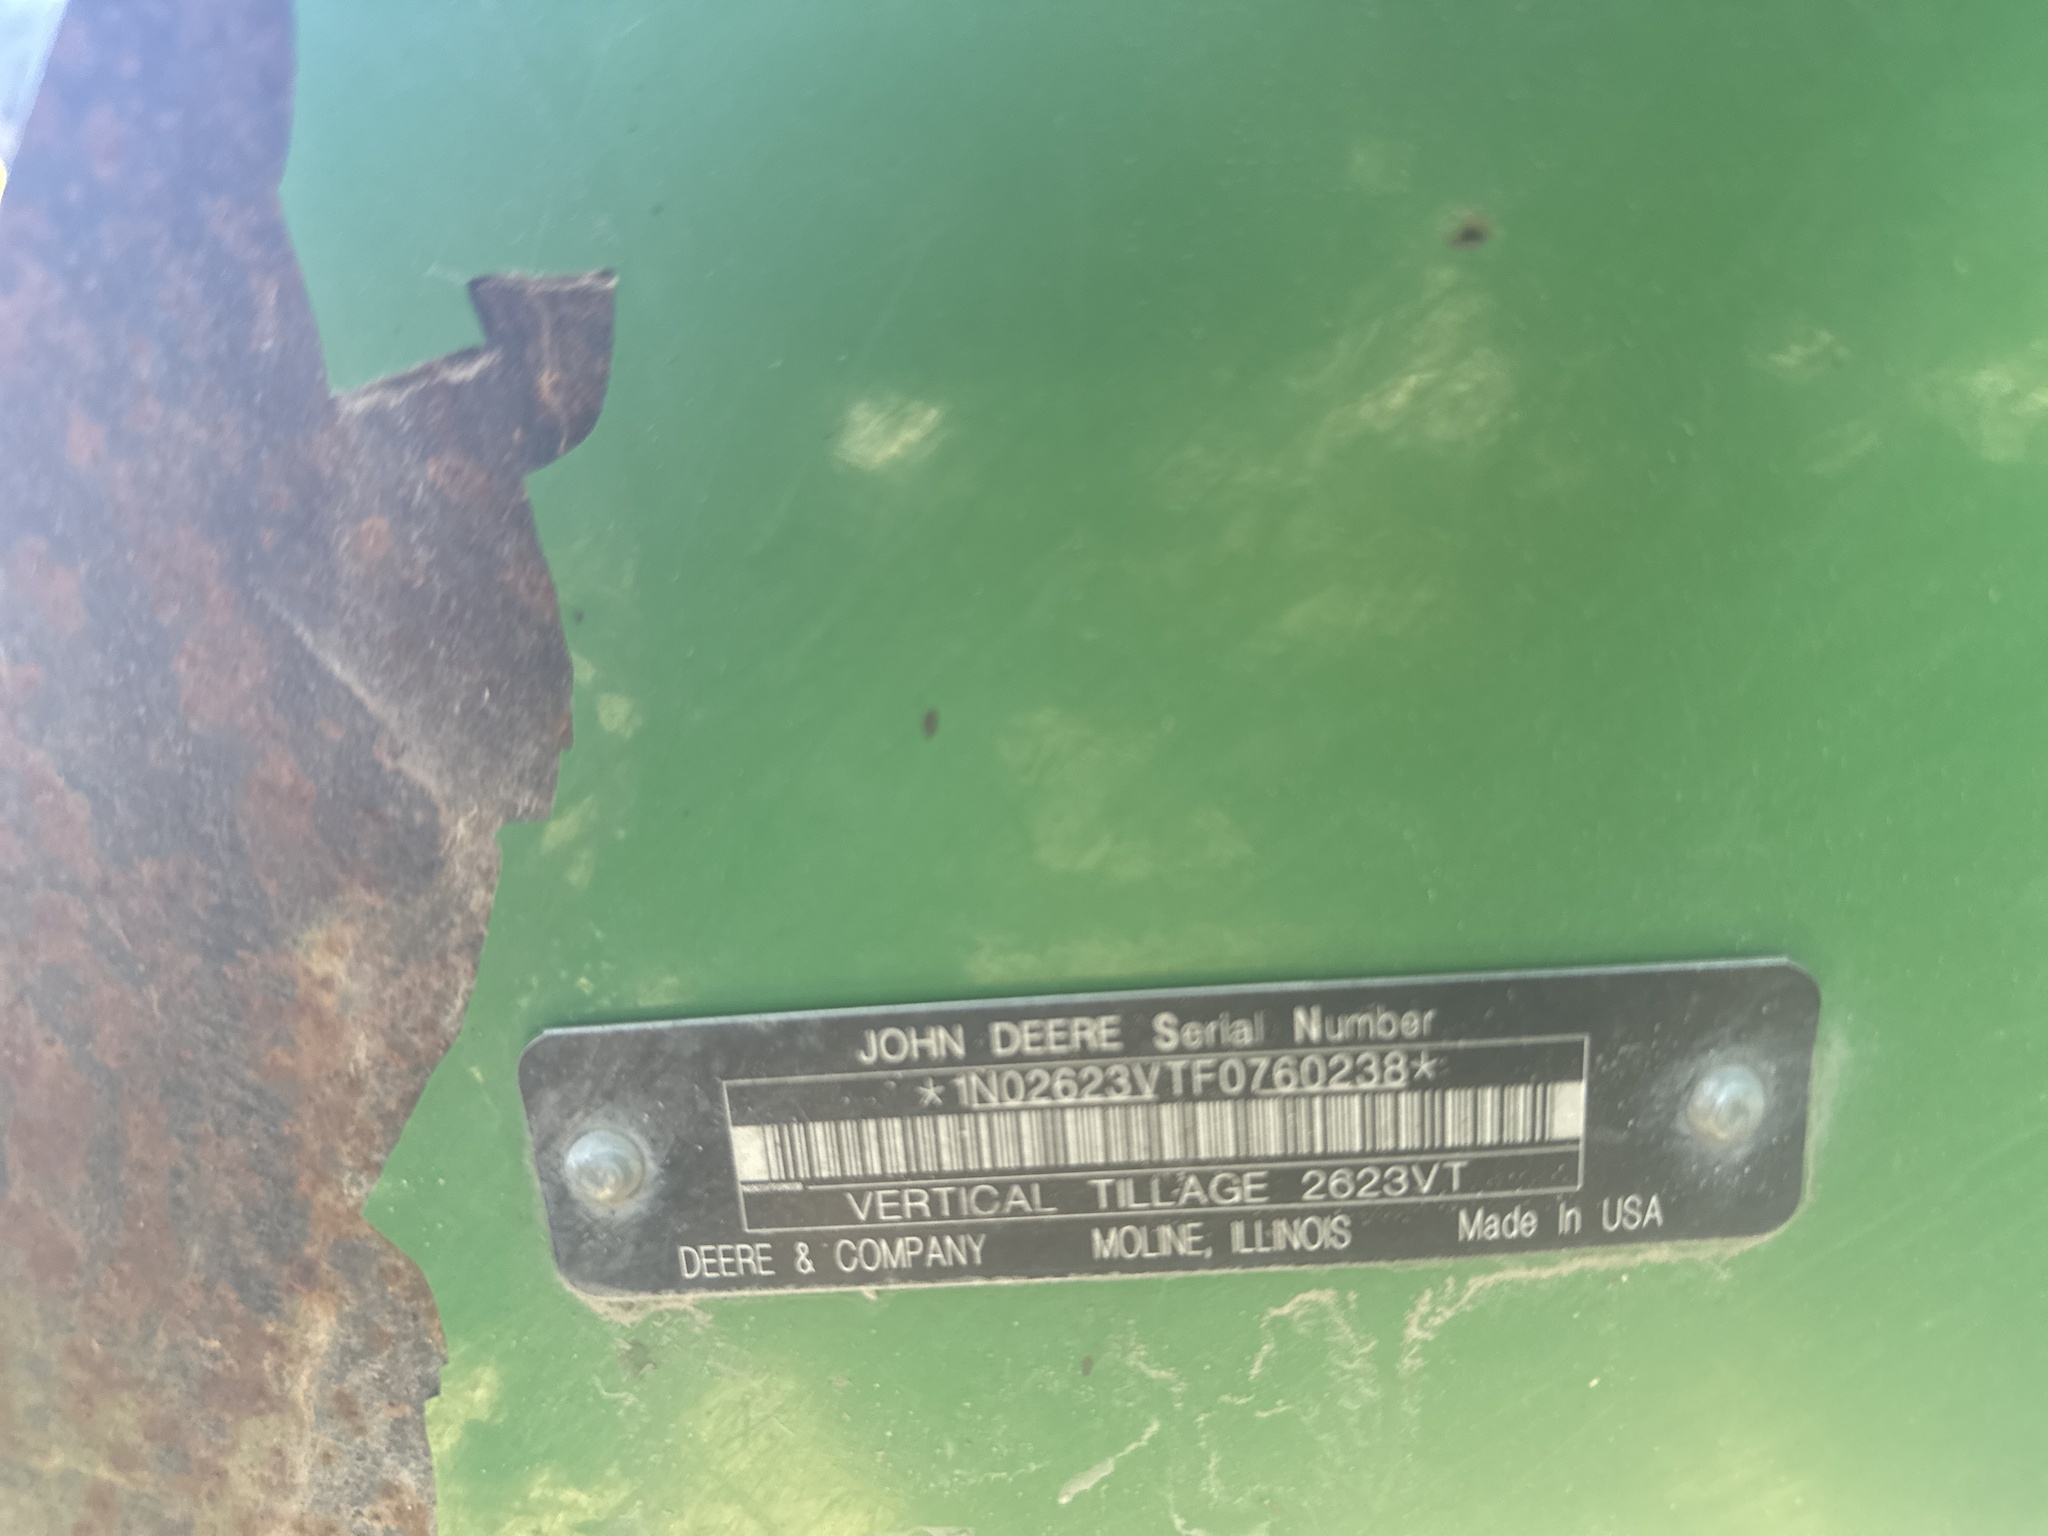 JOHN DEERE Serial Number
*1N02623VTF0760238*
VERTICAL TILLAGE 2623VT
DEERE & COMPANY MOLINE, ILLINOIS Made In USA